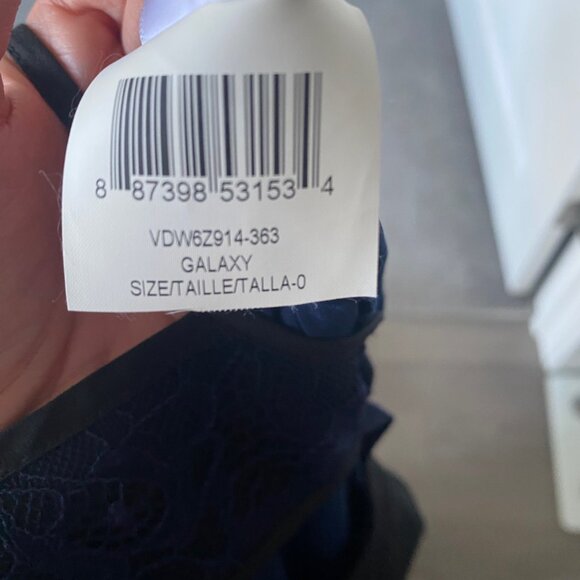 8 87398 53153 4
VDW6Z914-363
GALAXY
SIZE/TAILLE/TALLA-0